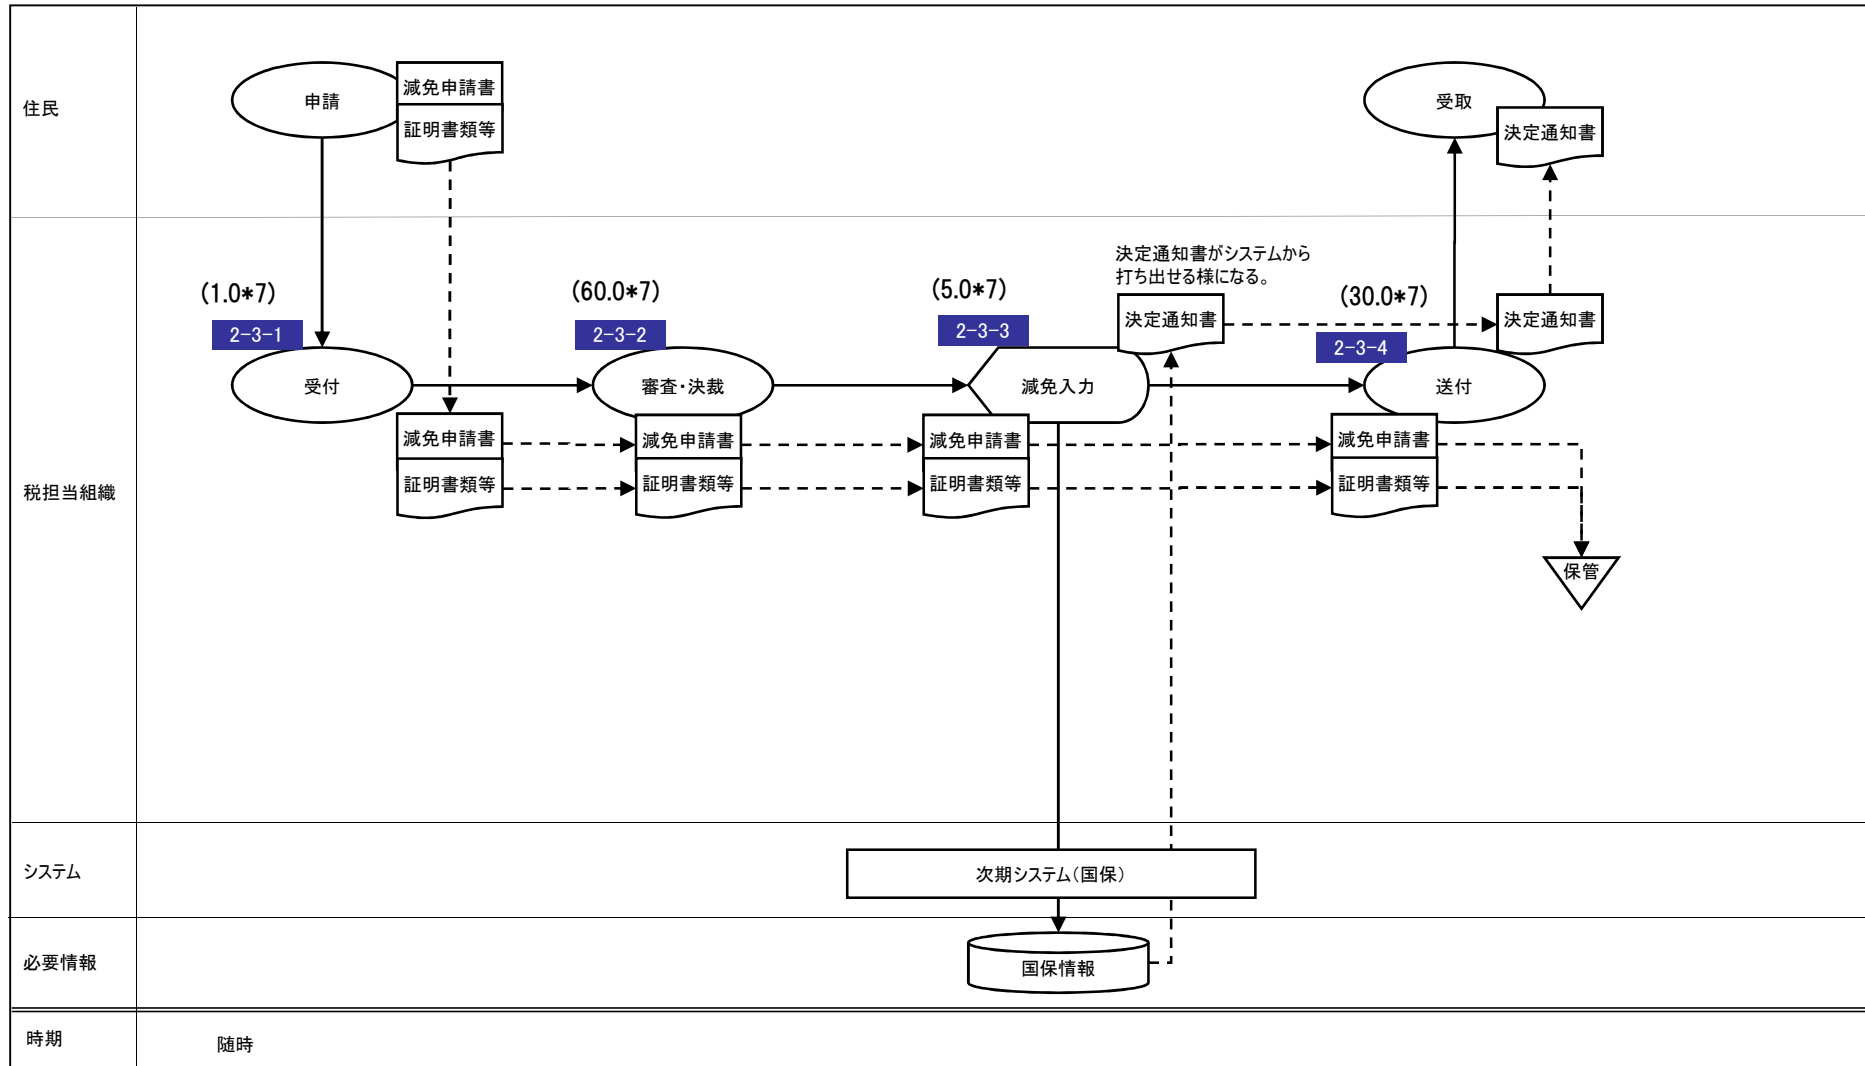 住民
申請
減免申請書
証明書類等
受取
決定通知書
税担当組織
(1.0*7)
2-3-1
受付
減免申請書
証明書類等
(60.0*7)
2-3-2
審査・決裁
減免申請書
証明書類等
(5.0*7)
2-3-3
減免入力
減免申請書
証明書類等
決定通知書がシステムから
打ち出せる様になる。
決定通知書
(30.0*7)
2-3-4
送付
決定通知書
減免申請書
証明書類等
保管
システム
次期システム(国保)
必要情報
国保情報
時期
随時